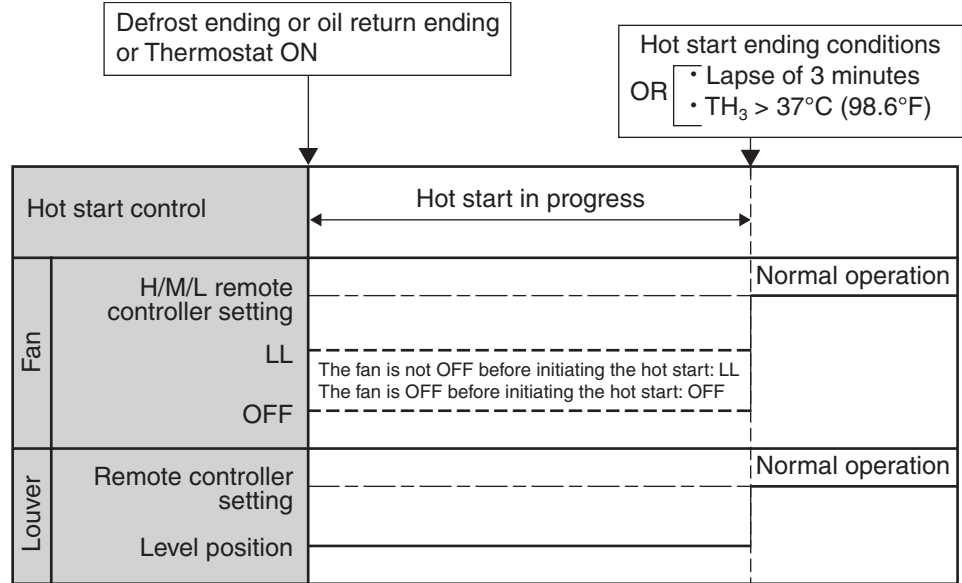 Defrost ending or oil return ending
or Thermostat ON
Hot start ending conditions
OR
・Lapse of 3 minutes
・TH₃ > 37°C (98.6°F)
Hot start control
Hot start in progress
Fan
H/M/L remote
controller setting
Normal operation
LL
The fan is not OFF before initiating the hot start: LL
The fan is OFF before initiating the hot start: OFF
OFF
Louver
Remote controller
setting
Normal operation
Level position